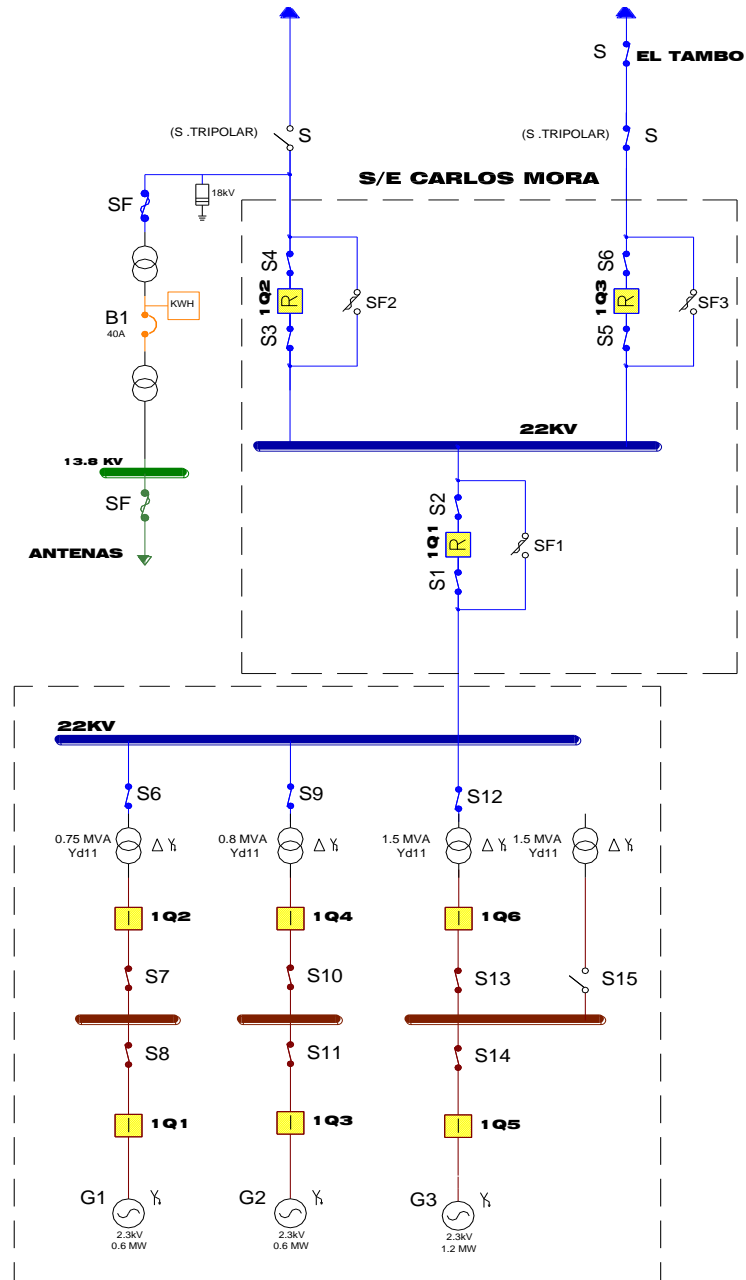 S EL TAMBO
(S .TRIPOLAR) S
(S .TRIPOLAR) S
S/E CARLOS MORA
18kV
SF
KWH
B1
40A
S4
1Q2
R
S3
SF2
S6
1Q3
R
S5
SF3
22KV
13.8 KV
SF
ANTENAS
S2
1Q1
R
S1
SF1
22KV
S6
S9
S12
0.75 MVA
Yd11
0.8 MVA
Yd11
1.5 MVA
Yd11
1.5 MVA
Yd11
1Q2
1Q4
1Q6
S7
S10
S13
S15
S8
S11
S14
1Q1
1Q3
1Q5
G1
2.3kV
0.6 MW
G2
2.3kV
0.6 MW
G3
2.3kV
1.2 MW